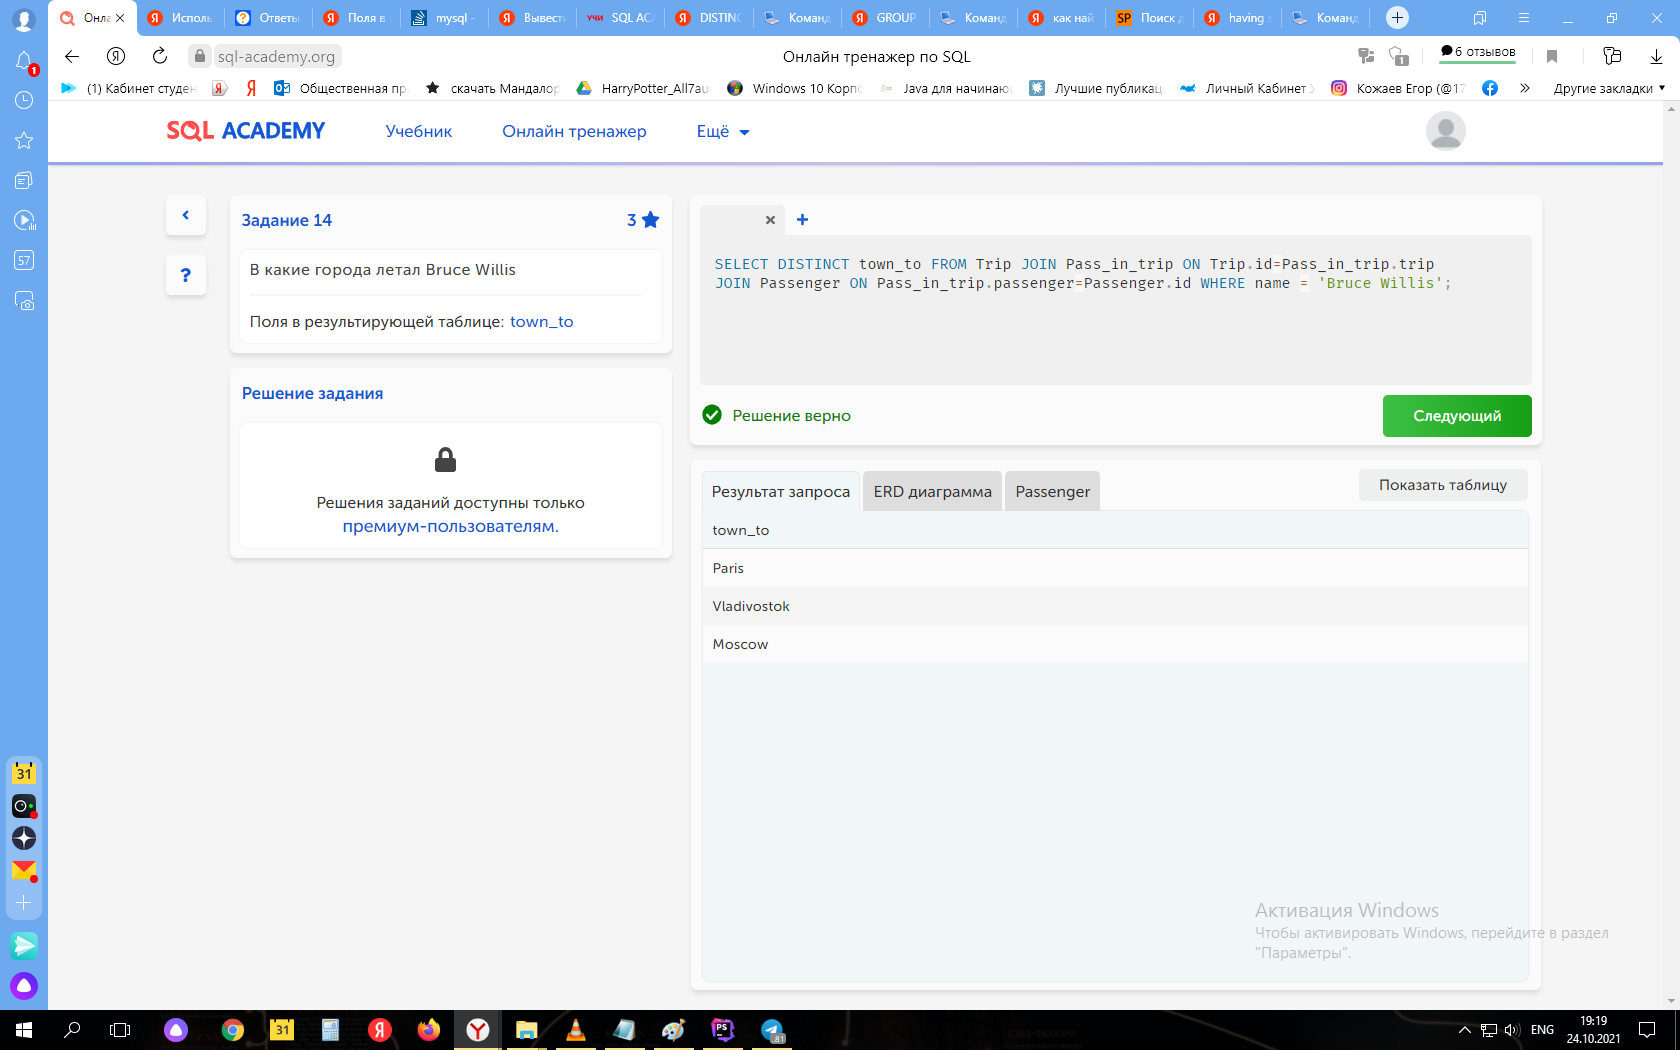 Онла
Исполь
Ответы
Поля в
mysql -
Вывест
SQL AC
DISTINC
Команд
GROUP
Команд
как най
Поиск д
having s
Команд
1
sql-academy.org
Онлайн тренажер по SQL
1
6 отзывов
(1) Кабинет студен
Общественная пр
скачать Мандалор
HarryPotter_All7au
Windows 10 Корпо
Java для начинаю
Лучшие публикац
Личный Кабинет
Кожаев Егор (@17
Другие закладки
57
SQL ACADEMY
Учебник
Онлайн тренажер
Ещё
Задание 14
3
В какие города летал Bruce Willis
Поля в результирующей таблице: town_to
Решение задания
Решения заданий доступны только
премиум-пользователям.
SELECT DISTINCT town_to FROM Trip JOIN Pass_in_trip ON Trip.id=Pass_in_trip.trip
JOIN Passenger ON Pass_in_trip.passenger=Passenger.id WHERE name = 'Bruce Willis';
Решение верно
Следующий
Результат запроса
ERD диаграмма
Passenger
Показать таблицу
town_to
Paris
Vladivostok
Moscow
Активация Windows
Чтобы активировать Windows, перейдите в раздел
"Параметры".
31
31
PS
81
ENG
19:19
24.10.2021